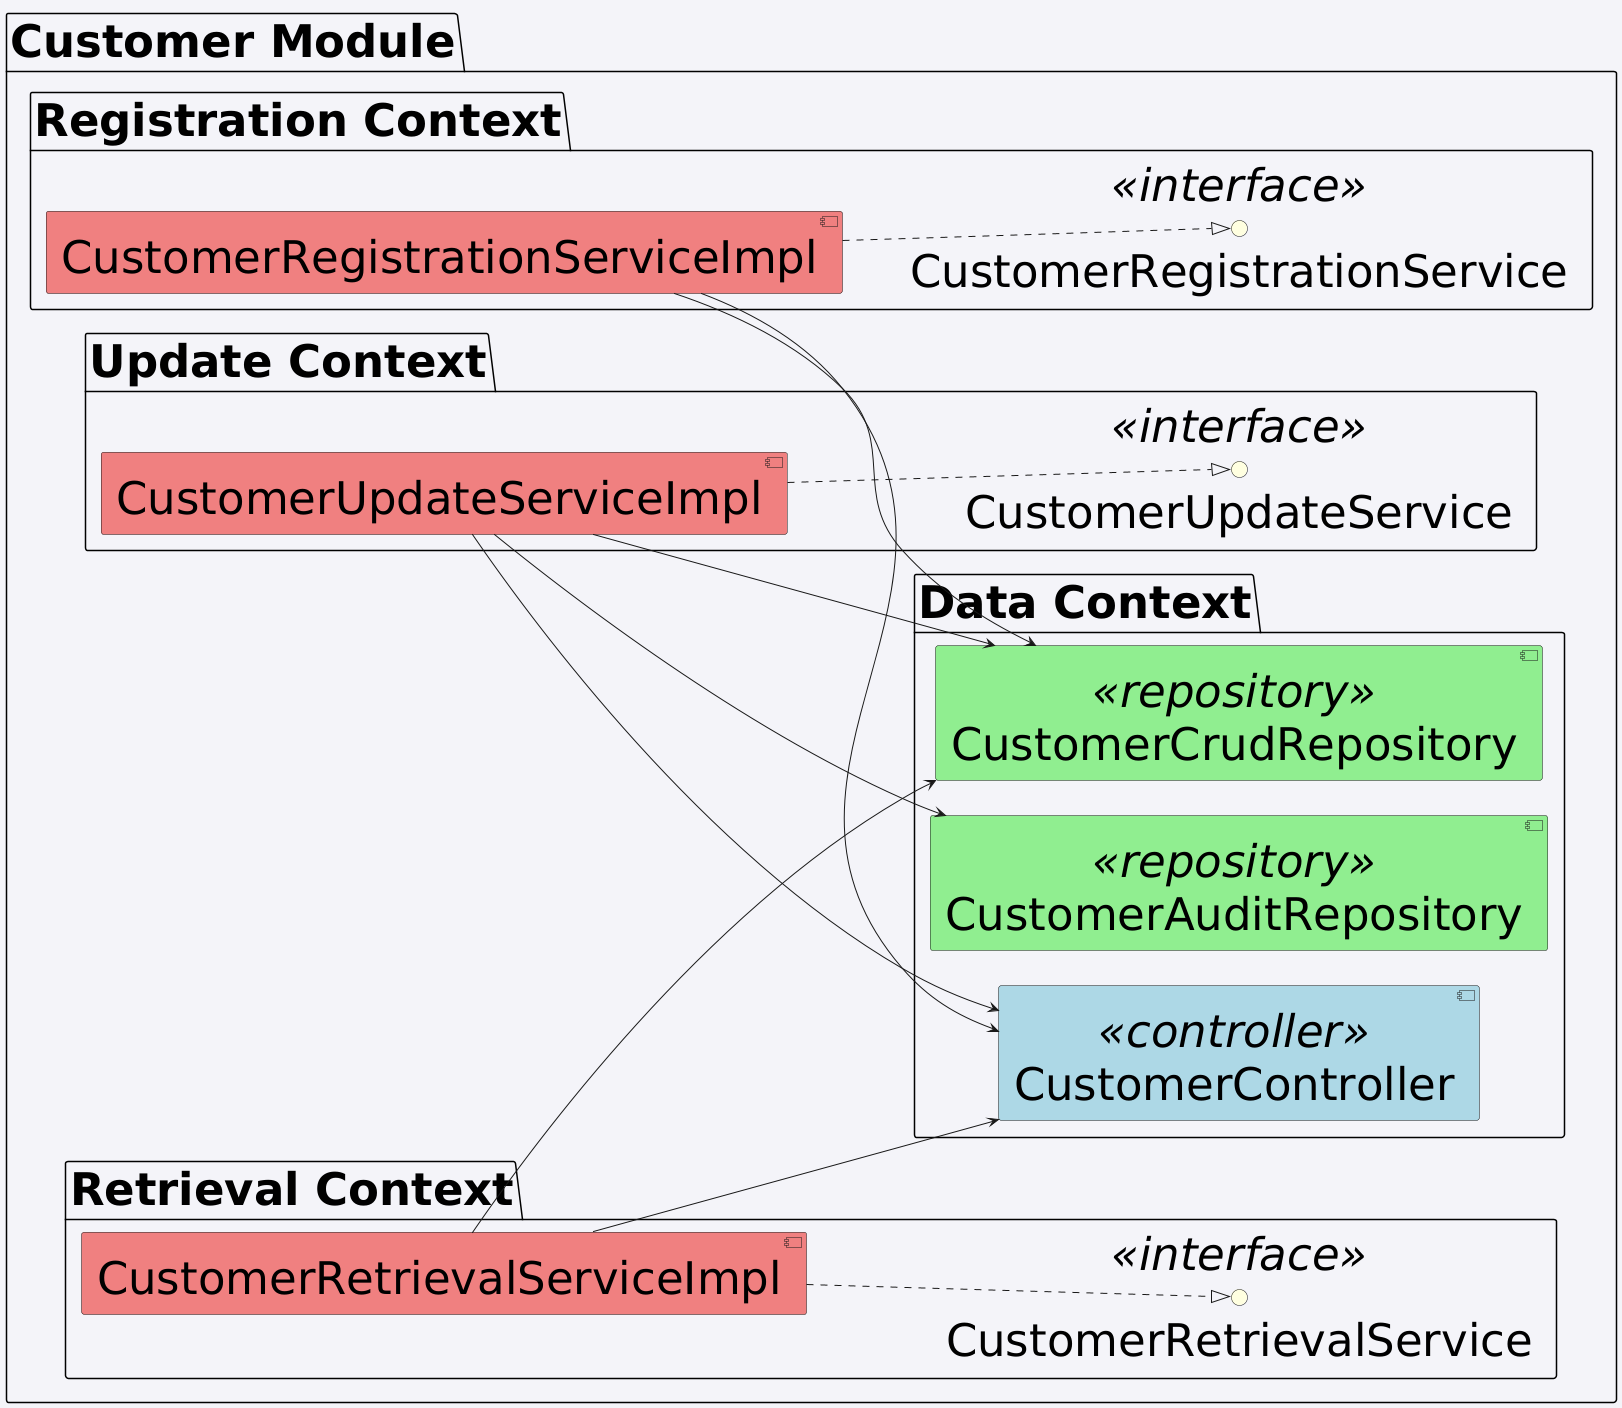 Customer Module
Registration Context
«interface»
CustomerRegistrationServiceImpl
CustomerRegistrationService
Update Context
«interface»
CustomerUpdateServiceImpl
CustomerUpdateService
Data Context
«repository»
CustomerCrudRepository
«repository»
CustomerAuditRepository
«controller»
CustomerController
Retrieval Context
«interface»
CustomerRetrievalServiceImpl
CustomerRetrievalService